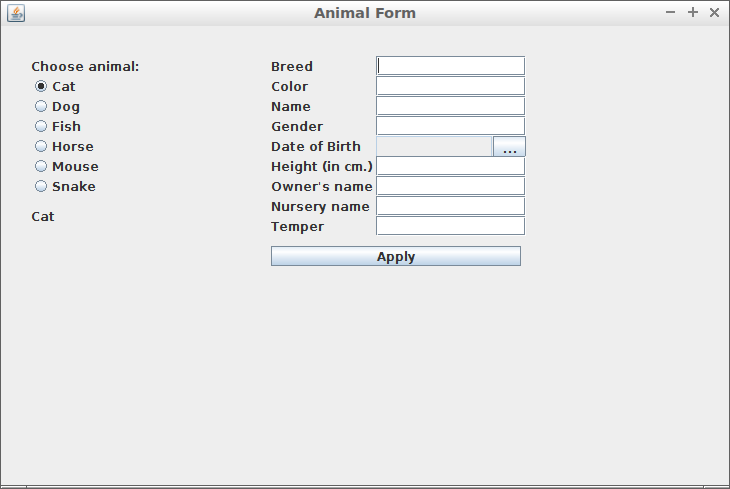 Animal Form
Choose animal:
Cat
Dog
Fish
Horse
Mouse
Snake
Cat
Breed
Color
Name
Gender
Date of Birth
...
Height (in cm.)
Owner's name
Nursery name
Temper
Apply